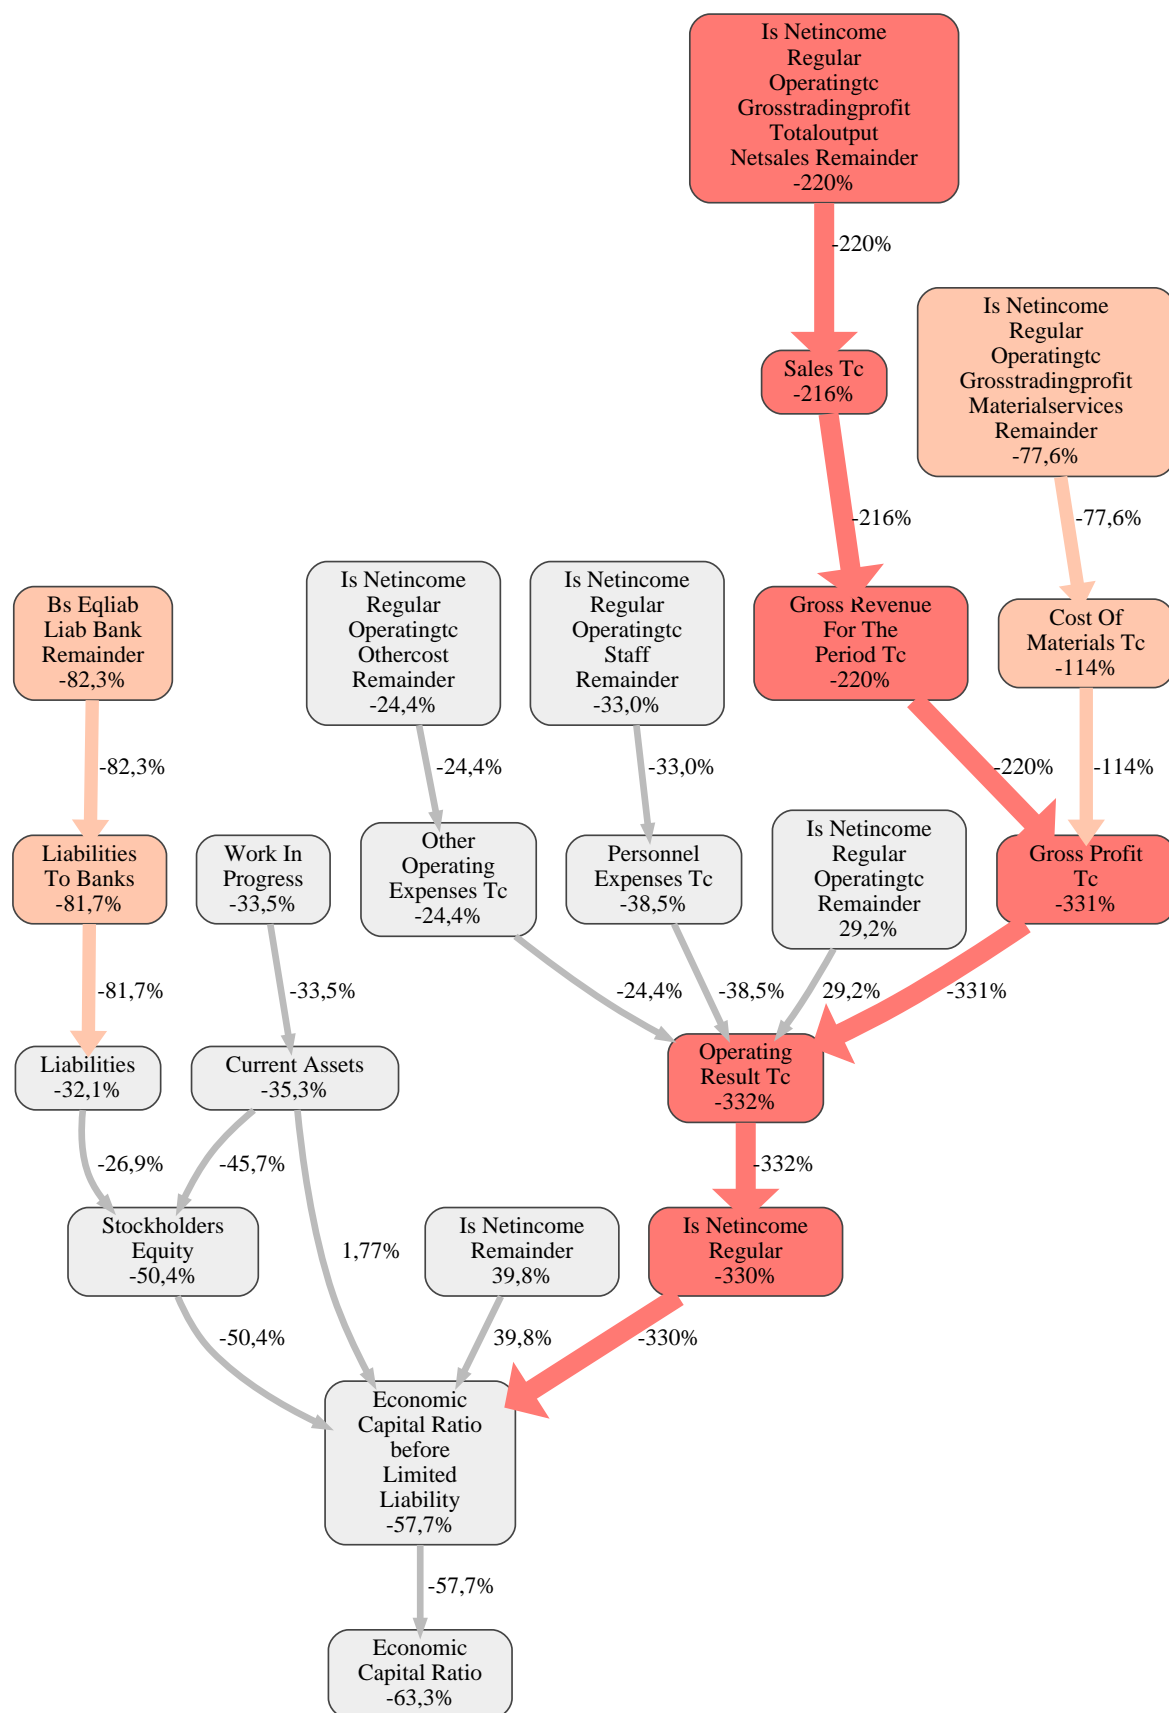 Is Netincome
Regular
Operatingtc
Grosstradingprofit
Totaloutput
Netsales Remainder
-220%
-220%
Is Netincome
Regular
Operatingtc
Grosstradingprofit
Materialservices
Remainder
-77,6%
Sales Tc
-216%
-216%
-77,6%
Bs Eqliab
Liab Bank
Remainder
-82,3%
Is Netincome
Regular
Operatingtc
Othercost
Remainder
-24,4%
Is Netincome
Regular
Operatingtc
Staff
Remainder
-33,0%
Gross Revenue
For The
Period Tc
-220%
Cost Of
Materials Tc
-114%
-82,3%
-24,4%
-33,0%
-220%
-114%
Liabilities
To Banks
-81,7%
Work In
Progress
-33,5%
Other
Operating
Expenses Tc
-24,4%
Personnel
Expenses Tc
-38,5%
Is Netincome
Regular
Operatingtc
Remainder
29,2%
Gross Profit
Tc
-331%
-81,7%
-33,5%
-24,4%
-38,5%
29,2%
-331%
Liabilities
-32,1%
Current Assets
-35,3%
Operating
Result Tc
-332%
-26,9%
-45,7%
-332%
Stockholders
Equity
-50,4%
1,77%
Is Netincome
Remainder
39,8%
Is Netincome
Regular
-330%
-50,4%
39,8%
-330%
Economic
Capital Ratio
before
Limited
Liability
-57,7%
-57,7%
Economic
Capital Ratio
-63,3%